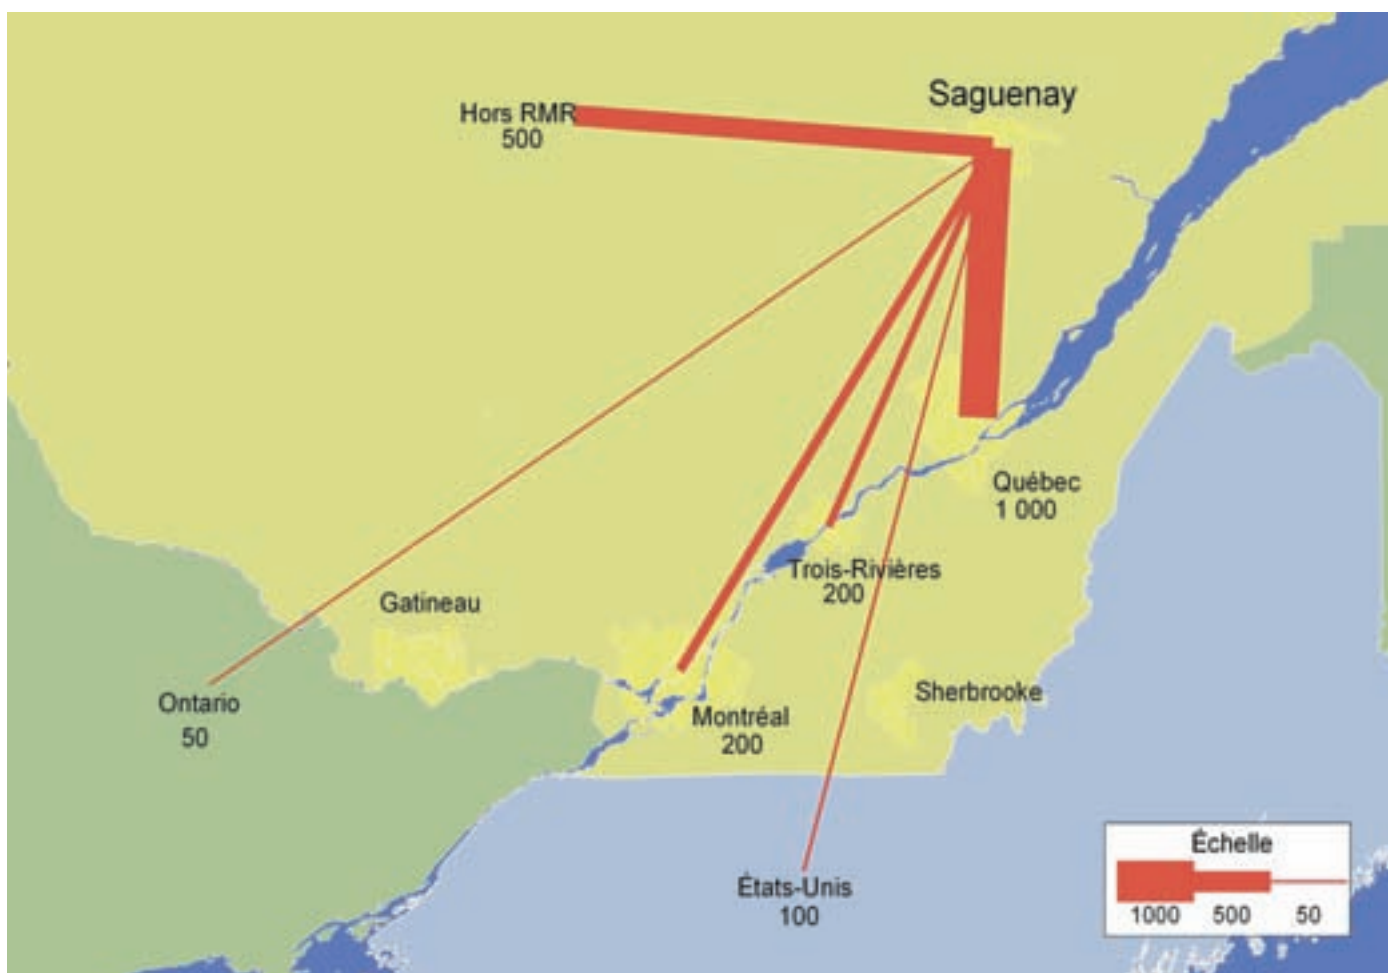 Saguenay
Hors RMR
500
Québec
1 000
Trois-Rivières
200
Gatineau
Ontario
50
Montréal
200
Sherbrooke
États-Unis
100
Échelle
1000 500 50